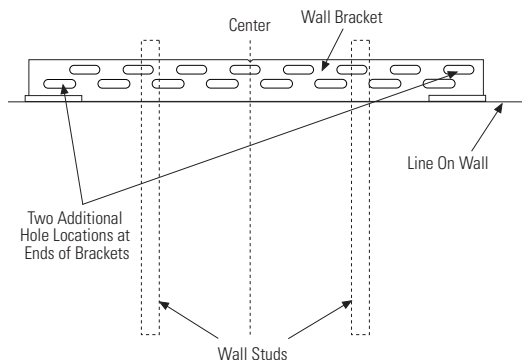 Center
Wall Bracket
Line On Wall
Two Additional
Hole Locations at
Ends of Brackets
Wall Studs